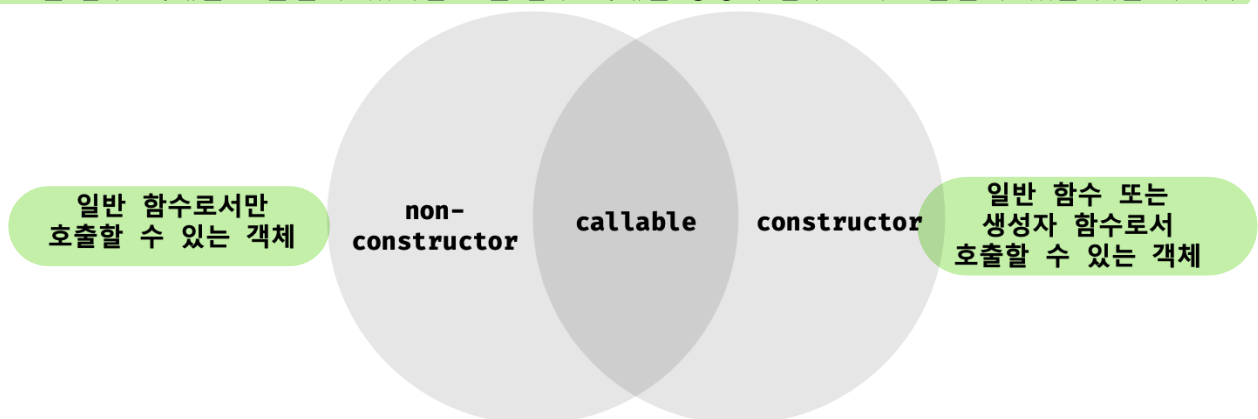 일반 함수로서만
호출할 수 있는 객체
non-
constructor
callable
constructor
일반 함수 또는
생성자 함수로서
호출할 수 있는 객체